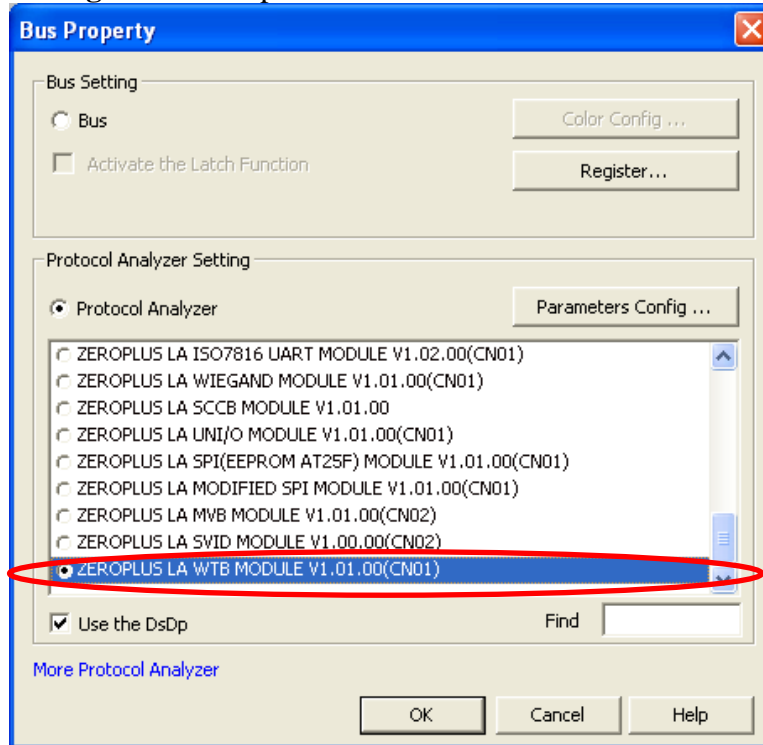 Bus Property
Bus Setting
Bus
Color Config ...
Activate the Latch Function
Register...
Protocol Analyzer Setting
Protocol Analyzer
Parameters Config ...
ZEROPLUS LA ISO7816 UART MODULE V1.02.00(CN01)
ZEROPLUS LA WIEGAND MODULE V1.01.00(CN01)
ZEROPLUS LA SCCB MODULE V1.01.00
ZEROPLUS LA UNI/O MODULE V1.01.00(CN01)
ZEROPLUS LA SPI(EEPROM AT25F) MODULE V1.01.00(CN01)
ZEROPLUS LA MODIFIED SPI MODULE V1.01.00(CN01)
ZEROPLUS LA MVB MODULE V1.01.00(CN02)
ZEROPLUS LA SVID MODULE V1.00.00(CN02)
ZEROPLUS LA WTB MODULE V1.01.00(CN01)
Use the DsDp
Find
More Protocol Analyzer
OK
Cancel
Help